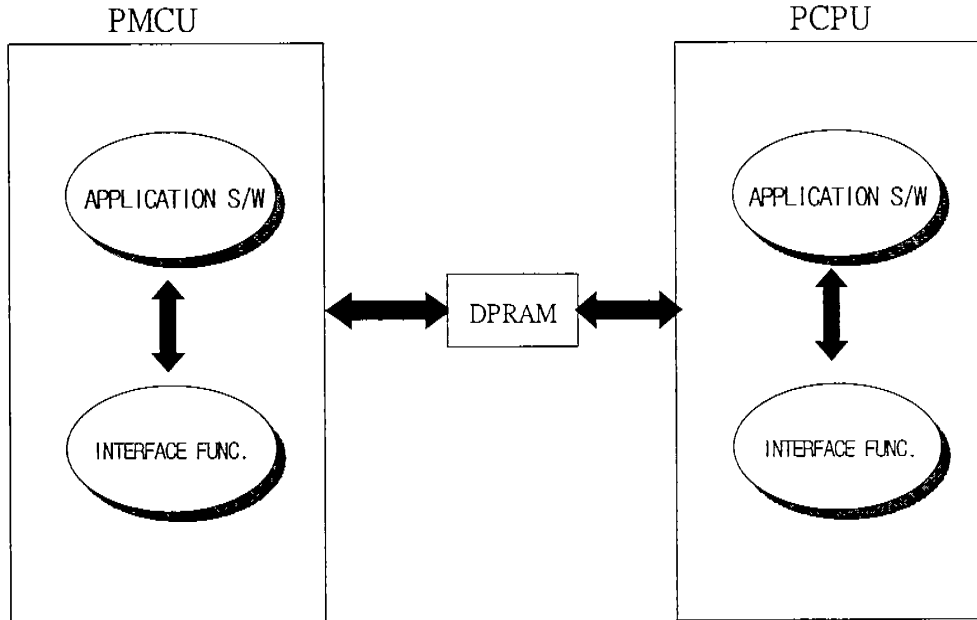 PMCU
PCPU
APPLICATION S/W
APPLICATION S/W
DPRAM
INTERFACE FUNC.
INTERFACE FUNC.